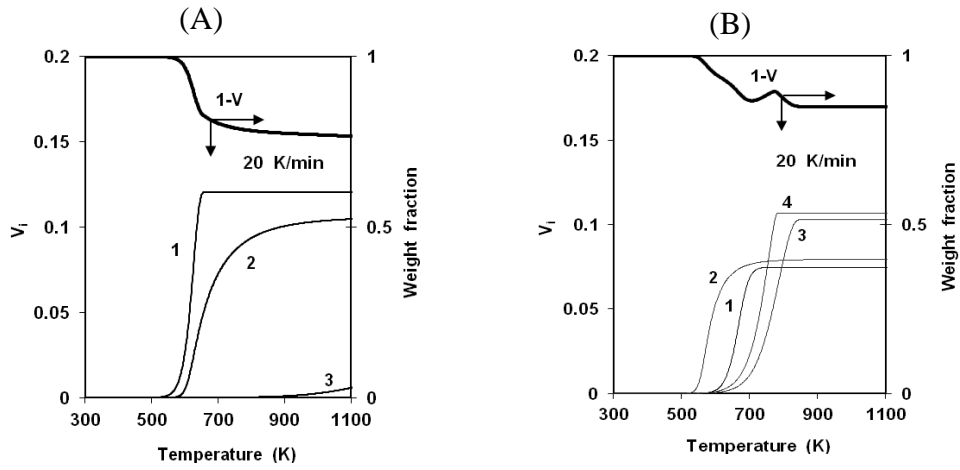 (A)
0.2
0.15
0.1
0.05
0
V_i
1
0.5
0
Weight fraction
1-V
20 K/min
1
2
3
300 500 700 900 1100
Temperature (K)
(B)
0.2
0.15
0.1
0.05
0
V_i
1
0.5
0
Weight fraction
1-V
20 K/min
4
3
2
1
300 500 700 900 1100
Temperature (K)